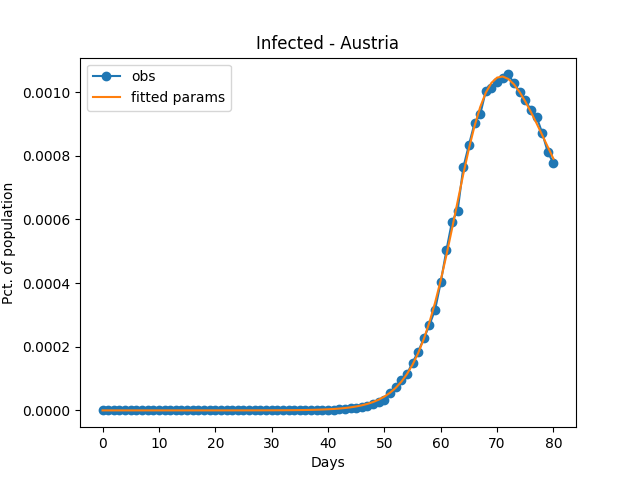 Infected - Austria
obs
fitted params
Pct. of population
0.0010
0.0008
0.0006
0.0004
0.0002
0.0000
0 10 20 30 40 50 60 70 80
Days